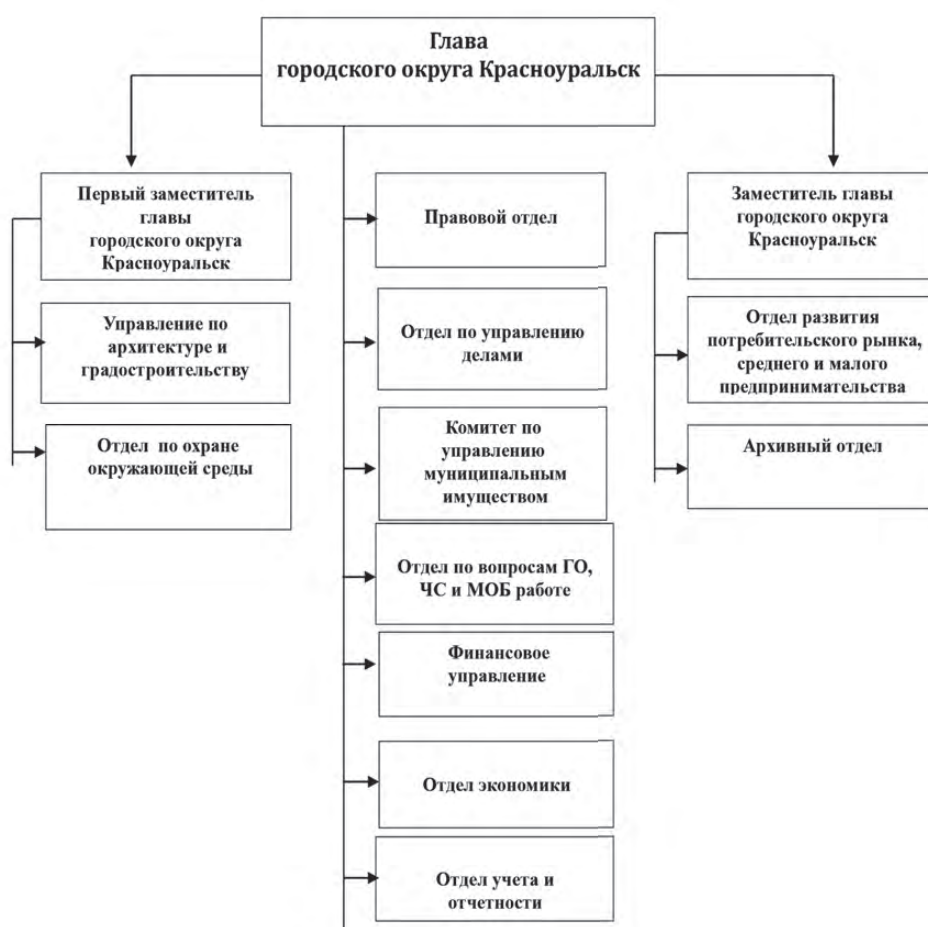 Глава
городского округа Красноуральск
Первый заместитель
главы
городского округа
Красноуральск
Управление по
архитектуре и
градостроительству
Отдел по охране
окружающей среды
Правовой отдел
Отдел по управлению
делами
Комитет по
управлению
муниципальным
имуществом
Отдел по вопросам ГО,
ЧС и МОБ работе
Финансовое
управление
Отдел экономики
Отдел учета и
отчетности
Заместитель главы
городского округа
Красноуральск
Отдел развития
потребительского рынка,
среднего и малого
предпринимательства
Архивный отдел